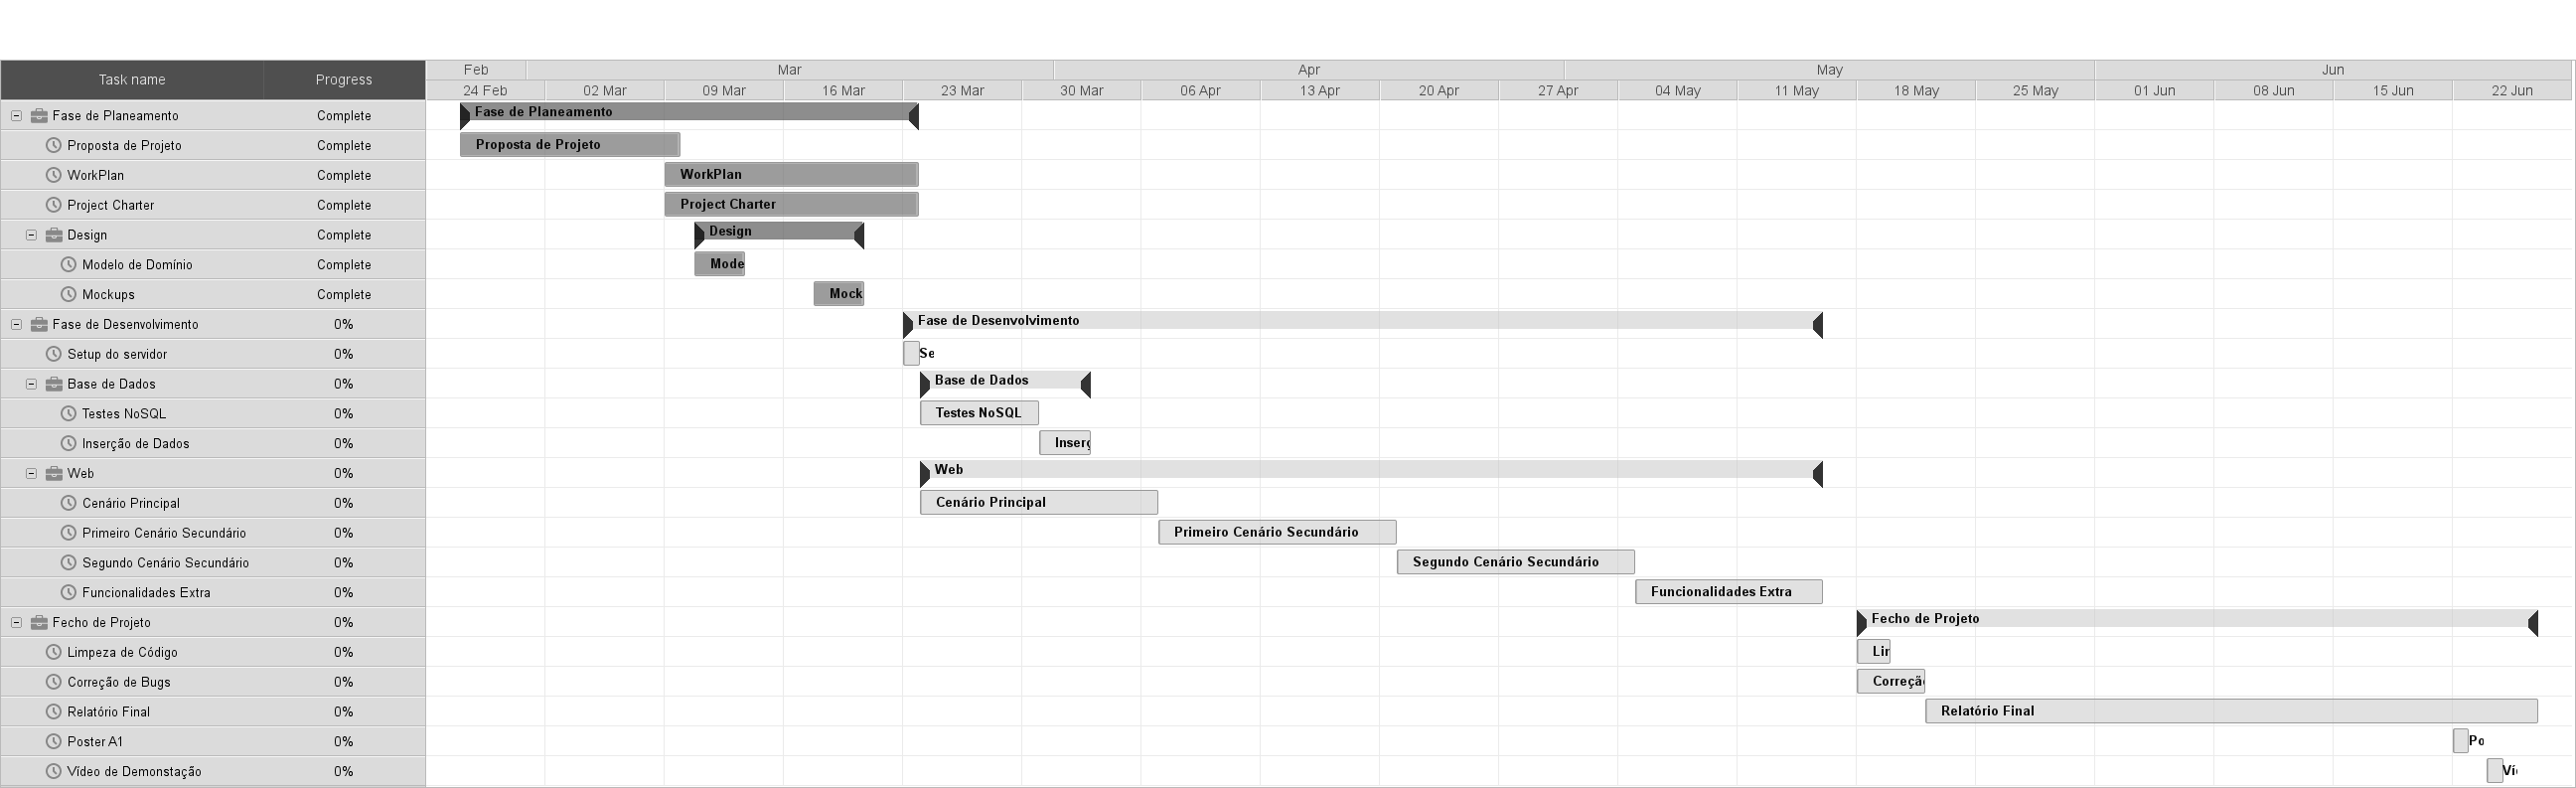 Task name Progress Feb Mar Apr May Jun
24 Feb 02 Mar 09 Mar 16 Mar 23 Mar 30 Mar 06 Apr 13 Apr 20 Apr 27 Apr 04 May 11 May 18 May 25 May 01 Jun 08 Jun 15 Jun 22 Jun
Fase de Planeamento Complete Fase de Planeamento
Proposta de Projeto Complete Proposta de Projeto
WorkPlan Complete WorkPlan
Project Charter Complete Project Charter
Design Complete Design
Modelo de Domínio Complete Mode
Mockups Complete Mock
Fase de Desenvolvimento 0% Fase de Desenvolvimento
Setup do servidor 0% Se
Base de Dados 0% Base de Dados
Testes NoSQL 0% Testes NoSQL
Inserção de Dados 0% Inserç
Web 0% Web
Cenário Principal 0% Cenário Principal
Primeiro Cenário Secundário 0% Primeiro Cenário Secundário
Segundo Cenário Secundário 0% Segundo Cenário Secundário
Funcionalidades Extra 0% Funcionalidades Extra
Fecho de Projeto 0% Fecho de Projeto
Limpeza de Código 0%
Correção de Bugs 0% Correçã
Relatório Final 0% Relatório Final
Poster A1 0% Po
Vídeo de Demonstação 0% Ví